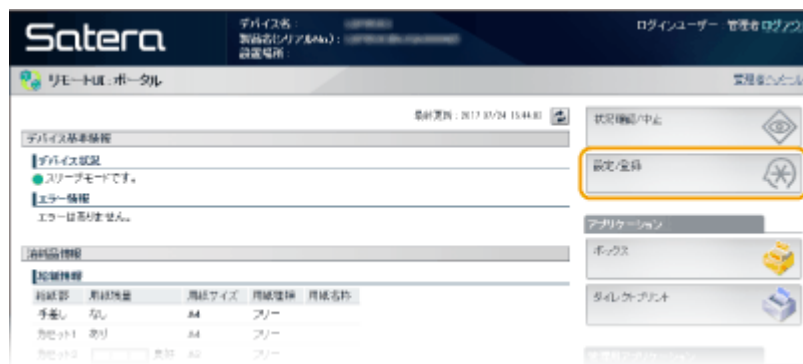 Satera
デバイス名 :
製品名(シリアルNo.) :
設置場所 :
ログインユーザー : 管理者 ログアウ
リモートUI : ポータル
管理者へメール
最終更新 : 2017 07/24 15:44:02
デバイス基本情報
デバイス状況
スリープモードです。
エラー情報
エラーはありません。
消耗品情報
給紙情報
給紙部 用紙残量 用紙サイズ 用紙種類 用紙名称
手差し なし A4 フリー
カセット1 あり A4 フリー
カセット2 A3 フリー
状況確認/中止
設定/登録
アプリケーション
ボックス
ダイレクトプリント